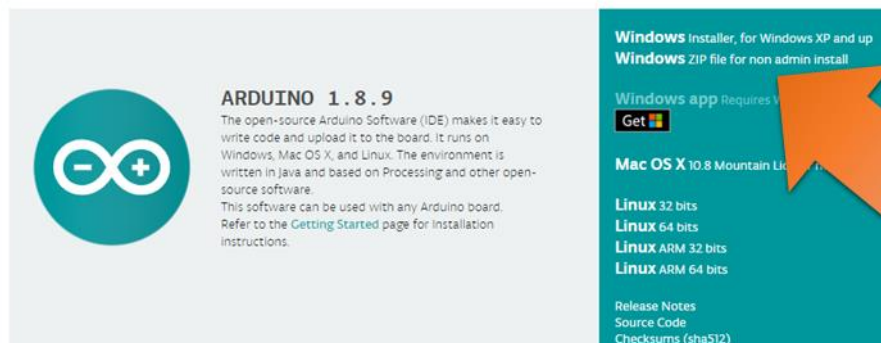 ARDUINO 1.8.9
The open-source Arduino Software (IDE) makes it easy to
write code and upload it to the board. It runs on
Windows, Mac OS X, and Linux. The environment is
written in Java and based on Processing and other open-
source software.
This software can be used with any Arduino board.
Refer to the Getting Started page for Installation
instructions.
Windows Installer, for Windows XP and up
Windows ZIP file for non admin install
Windows app Requires
Get
Mac OS X 10.8 Mountain
Linux 32 bits
Linux 64 bits
Linux ARM 32 bits
Linux ARM 64 bits
Release Notes
Source Code
Checksums (sha512)